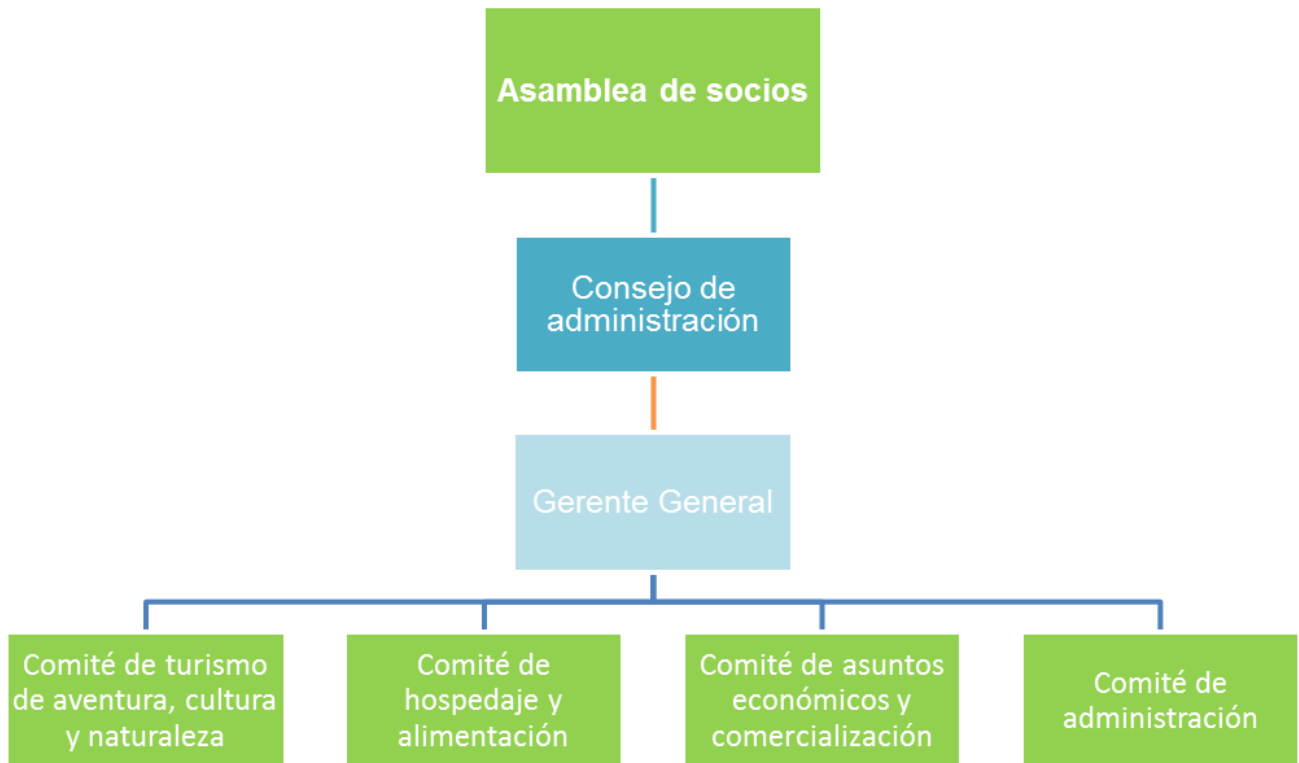 Asamblea de socios
Consejo de
administración
Gerente General
Comité de turismo
de aventura, cultura
y naturaleza
Comité de
hospedaje y
alimentación
Comité de asuntos
económicos y
comercialización
Comité de
administración